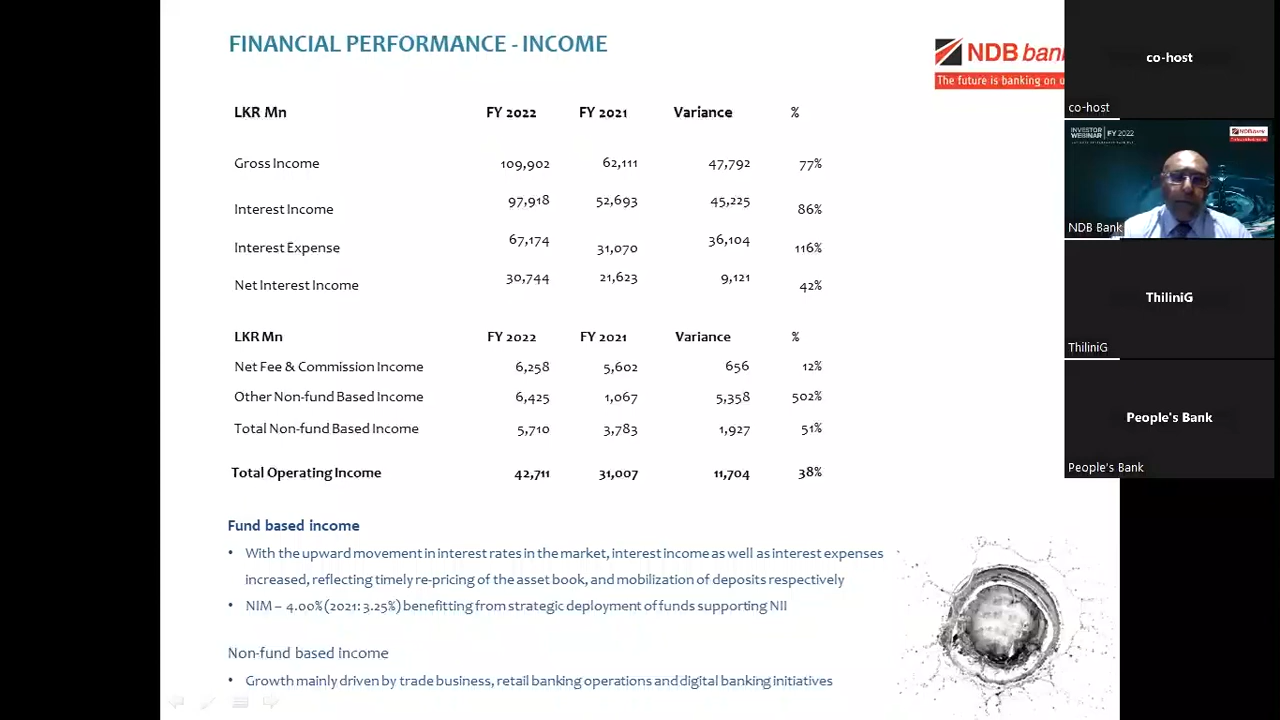 FINANCIAL PERFORMANCE - INCOME
NDB bank
The future is banking on u
LKR Mn FY 2022 FY 2021 Variance %
Gross Income 109,902 62,111 47,792 77%
Interest Income 97,918 52,693 45,225 86%
Interest Expense 67,174 31,070 36,104 116%
Net Interest Income 30,744 21,623 9,121 42%
LKR Mn FY 2022 FY 2021 Variance %
Net Fee & Commission Income 6,258 5,602 656 12%
Other Non-fund Based Income 6,425 1,067 5,358 502%
Total Non-fund Based Income 5,710 3,783 1,927 51%
Total Operating Income 42,711 31,007 11,704 38%
Fund based income
• With the upward movement in interest rates in the market, interest income as well as interest expenses
increased, reflecting timely re-pricing of the asset book, and mobilization of deposits respectively
• NIM – 4.00% (2021: 3.25%) benefitting from strategic deployment of funds supporting NII
Non-fund based income
• Growth mainly driven by trade business, retail banking operations and digital banking initiatives
co-host
co-host
INVESTOR WEBINAR FY 2022
NDB bank
NDB Bank
ThiliniG
ThiliniG
People's Bank
People's Bank